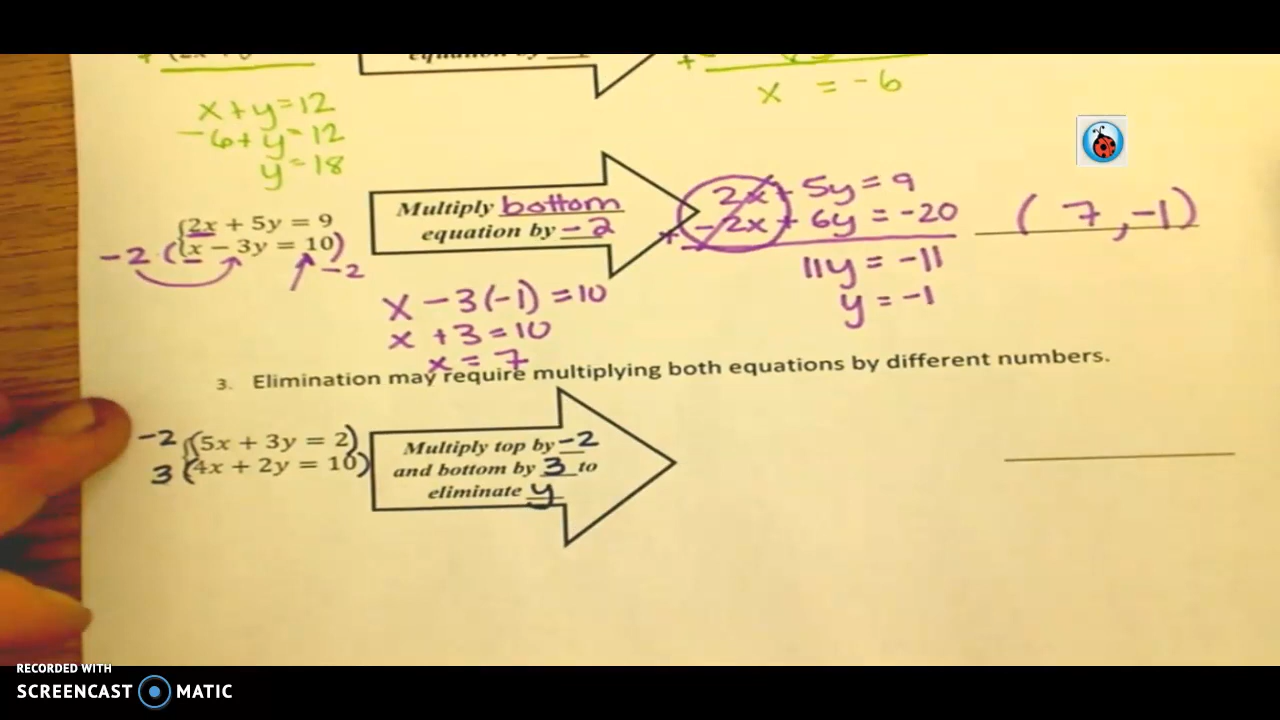 x + y = 12
-6 + y = 12
y = 18
x = -6
{2x + 5y = 9
-2 (x - 3y = 10) -2
Multiply bottom
equation by -2
2x + 5y = 9
+ -2x + 6y = -20
11y = -11
y = -1
( 7, -1)
x - 3(-1) = 10
x + 3 = 10
x = 7
3. Elimination may require multiplying both equations by different numbers.
-2 (5x + 3y = 2)
3 (4x + 2y = 10)
Multiply top by -2
and bottom by 3 to
eliminate y
RECORDED WITH
SCREENCAST MATIC